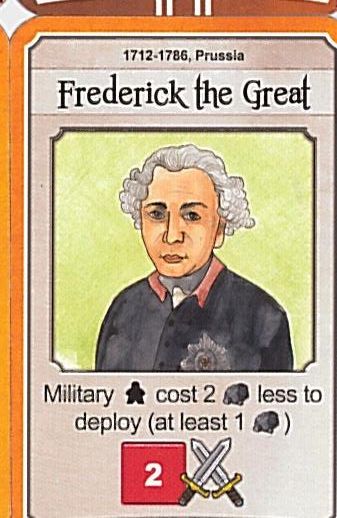 1712-1786, Prussia
Frederick the Great
Military cost 2 less to
deploy (at least 1 )
2